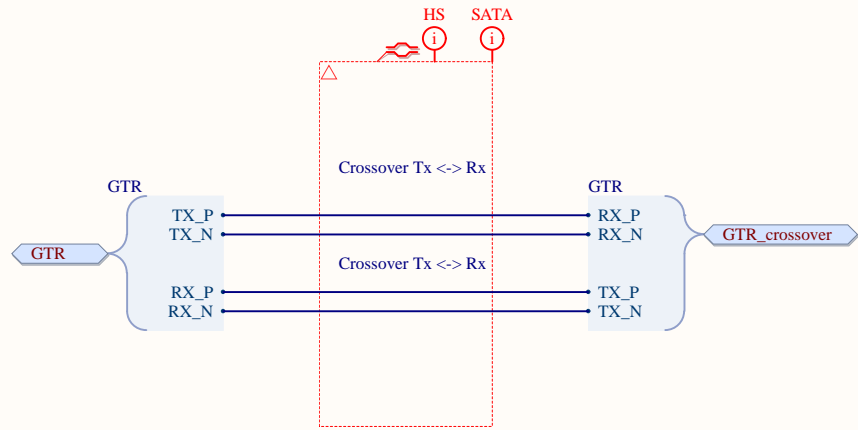 HS SATA
i i
Crossover Tx <-> Rx
GTR GTR
TX_P RX_P
TX_N RX_N
GTR GTR_crossover
Crossover Tx <-> Rx
RX_P TX_P
RX_N TX_N